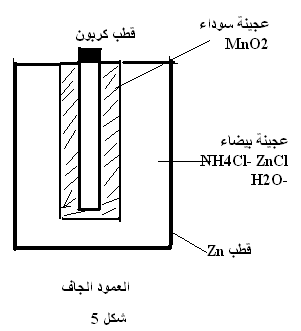 عجينة سوداء
MnO2
قطب كربون
عجينة بيضاء
NH4Cl- ZnCl
H2O-
قطب Zn
العمود الجاف
شكل 5